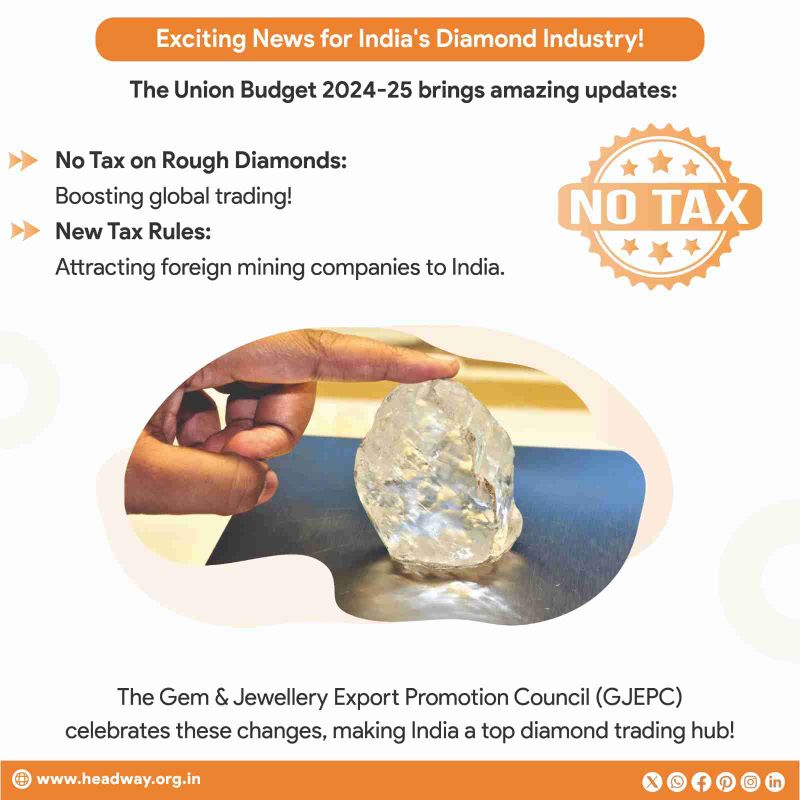 Exciting News for India's Diamond Industry!
The Union Budget 2024-25 brings amazing updates:
No Tax on Rough Diamonds:
Boosting global trading!
New Tax Rules:
Attracting foreign mining companies to India.
NO TAX
The Gem & Jewellery Export Promotion Council (GJEPC)
celebrates these changes, making India a top diamond trading hub!
www.headway.org.in